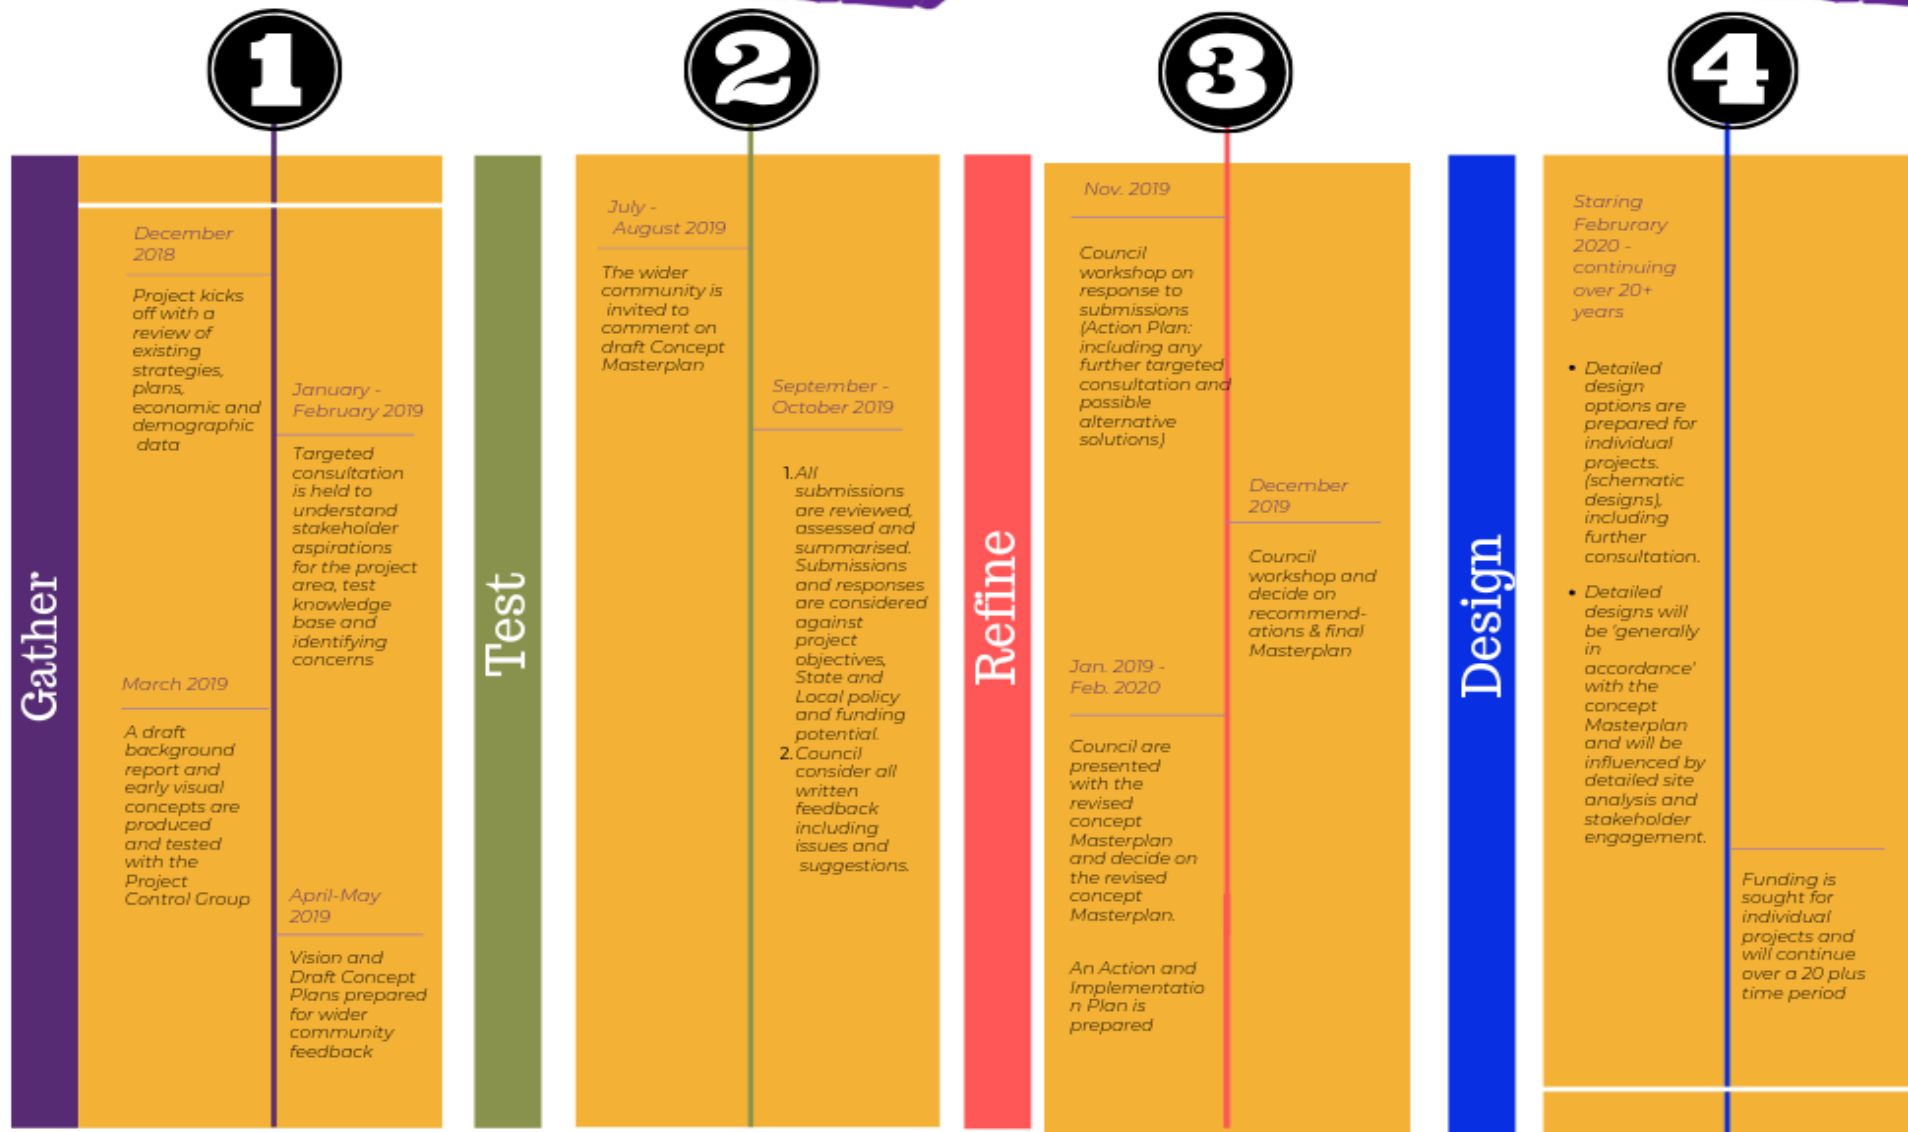 1
Gather
December
2018
Project kicks
off with a
review of
existing
strategies,
plans,
economic and
demographic
data
January -
February 2019
Targeted
consultation
is held to
understand
stakeholder
aspirations
for the project
area, test
knowledge
base and
identifying
concerns
March 2019
A draft
background
report and
early visual
concepts are
produced
and tested
with the
Project
Control Group
April-May
2019
Vision and
Draft Concept
Plans prepared
for wider
community
feedback
2
Test
July -
August 2019
The wider
community is
invited to
comment on
draft Concept
Masterplan
September -
October 2019
1. All
submissions
are reviewed,
assessed and
summarised.
Submissions
and responses
are considered
against
project
objectives,
State and
Local policy
and funding
potential.
2. Council
consider all
written
feedback
including
issues and
suggestions.
3
Refine
Nov. 2019
Council
workshop on
response to
submissions
(Action Plan:
including any
further targeted
consultation and
possible
alternative
solutions)
December
2019
Council
workshop and
decide on
recommend-
ations & final
Masterplan
Jan. 2019 -
Feb. 2020
Council are
presented
with the
revised
concept
Masterplan
and decide on
the revised
concept
Masterplan.
An Action and
Implementatio
n Plan is
prepared
4
Design
Staring
Februrary
2020 -
continuing
over 20+
years
• Detailed
design
options are
prepared for
individual
projects.
(schematic
designs),
including
further
consultation.
• Detailed
designs will
be 'generally
in
accordance'
with the
concept
Masterplan
and will be
influenced by
detailed site
analysis and
stakeholder
engagement.
Funding is
sought for
individual
projects and
will continue
over a 20 plus
time period